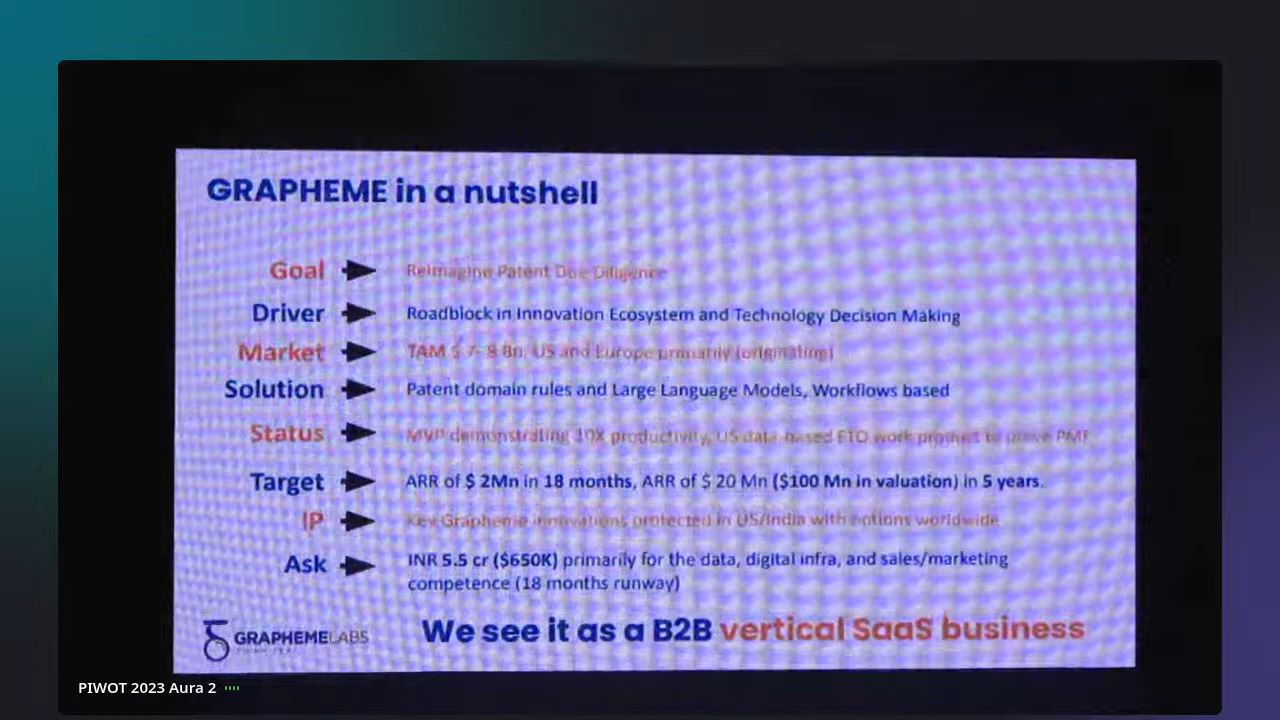 GRAPHEME in a nutshell
Goal Reimagine Patent Due Diligence
Driver Roadblock in Innovation Ecosystem and Technology Decision Making
Market TAM $ 7- 8 Bn, US and Europe primarily (originating)
Solution Patent domain rules and Large Language Models, Workflows based
Status MVP demonstrating 10X productivity, US data-based FTO work product to prove PMF
Target ARR of $ 2Mn in 18 months, ARR of $ 20 Mn ($100 Mn in valuation) in 5 years.
IP Key Grapheme innovations protected in US/India with options worldwide
Ask INR 5.5 cr ($650K) primarily for the data, digital infra, and sales/marketing
competence (18 months runway)
GRAPHEMELABS
We see it as a B2B vertical SaaS business
PIWOT 2023 Aura 2